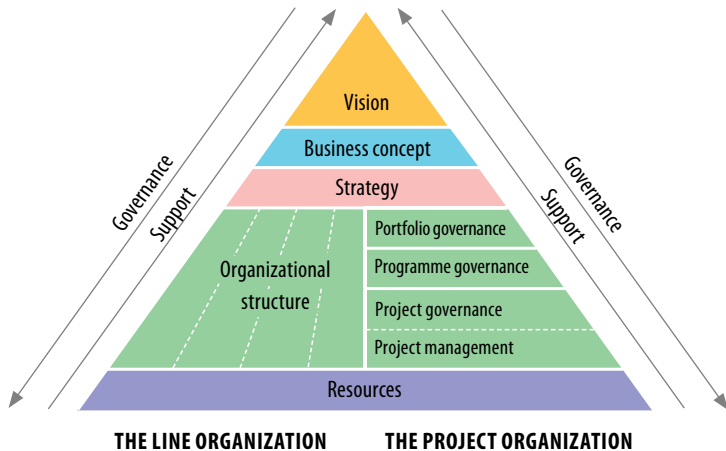 Governance
Support
Vision
Business concept
Strategy
Organizational
structure
Portfolio governance
Programme governance
Project governance
Project management
Resources
Support
Governance
THE LINE ORGANIZATION
THE PROJECT ORGANIZATION